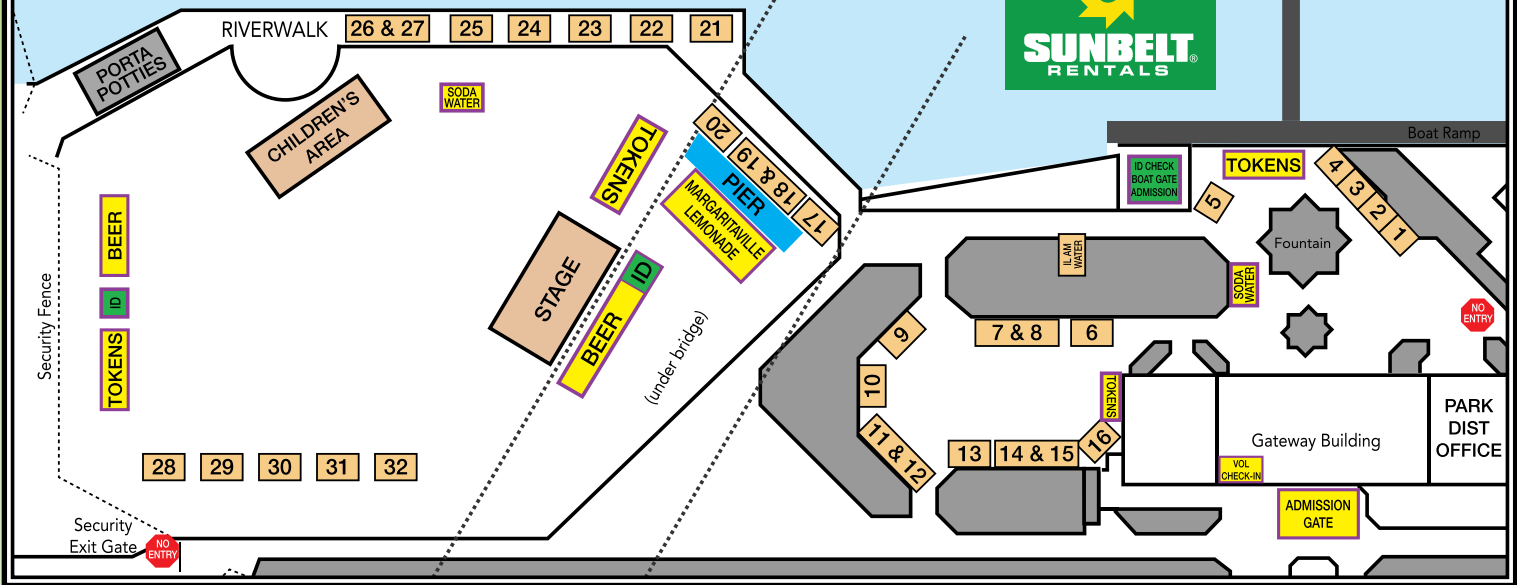 RIVERWALK
26 & 27
25
24
23
22
21
SUNBELT®
RENTALS
PORTA
POTTIES
CHILDREN'S
AREA
SODA
WATER
TOKENS
20
18 & 19
17
PIER
MARGARITAVILLE
LEMONADE
Boat Ramp
ID CHECK
BOAT GATE
ADMISSION
TOKENS
5
4
3
2
1
Fountain
IL AM
WATER
SODA
WATER
NO
ENTRY
BEER
ID
TOKENS
Security Fence
STAGE
BEER
ID
(under bridge)
9
7 & 8
6
10
11 & 12
13
14 & 15
16
TOKENS
Gateway Building
PARK
DIST
OFFICE
VOL
CHECK-IN
ADMISSION
GATE
28
29
30
31
32
Security
Exit Gate
NO
ENTRY